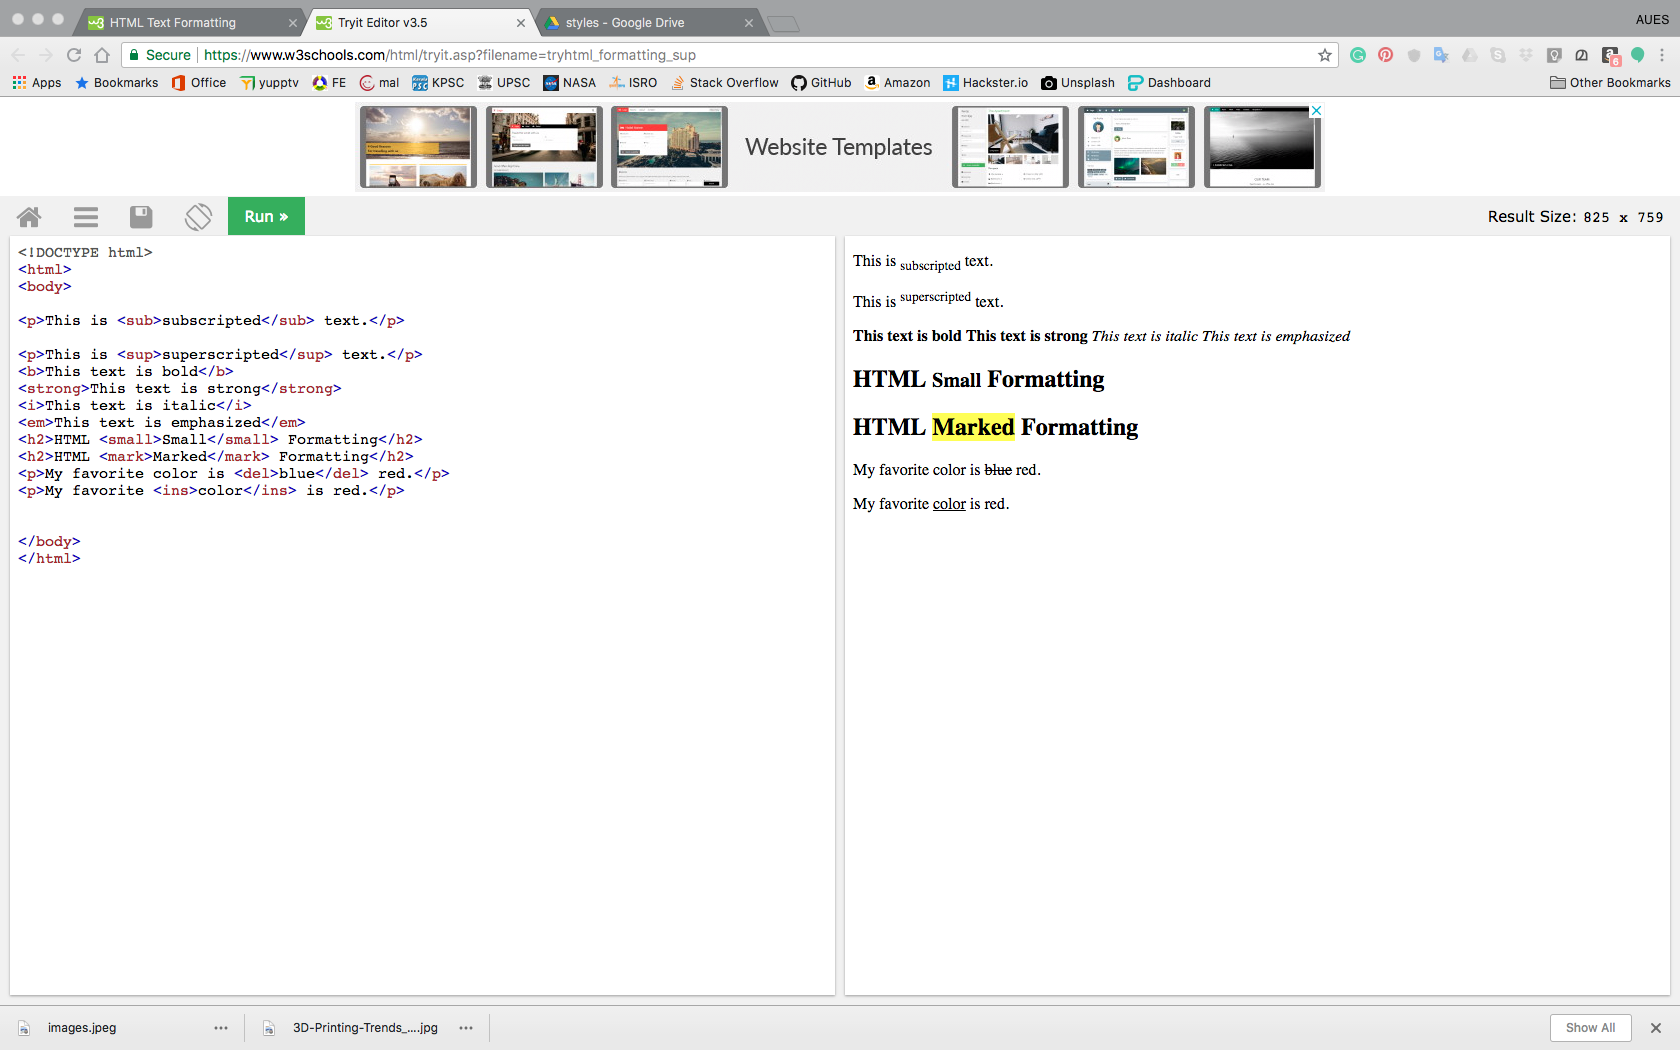 HTML Text Formatting
Tryit Editor v3.5
styles - Google Drive
AUES
Secure
https://www.w3schools.com/html/tryit.asp?filename=tryhtml_formatting_sup
6
Apps Bookmarks Office yupptv FE mal KPSC UPSC NASA ISRO Stack Overflow GitHub Amazon Hackster.io Unsplash Dashboard Other Bookmarks
Website Templates
Run »
Result Size: 825 x 759
<!DOCTYPE html>
<html>
<body>
<p>This is <sub>subscripted</sub> text.</p>
<p>This is <sup>superscripted</sup> text.</p>
<b>This text is bold</b>
<strong>This text is strong</strong>
<i>This text is italic</i>
<em>This text is emphasized</em>
<h2>HTML <small>Small</small> Formatting</h2>
<h2>HTML <mark>Marked</mark> Formatting</h2>
<p>My favorite color is <del>blue</del> red.</p>
<p>My favorite <ins>color</ins> is red.</p>
</body>
</html>
This is subscripted text.
This is superscripted text.
This text is bold This text is strong This text is italic This text is emphasized
HTML Small Formatting
HTML Marked Formatting
My favorite color is blue red.
My favorite color is red.
images.jpeg
3D-Printing-Trends_....jpg
Show All